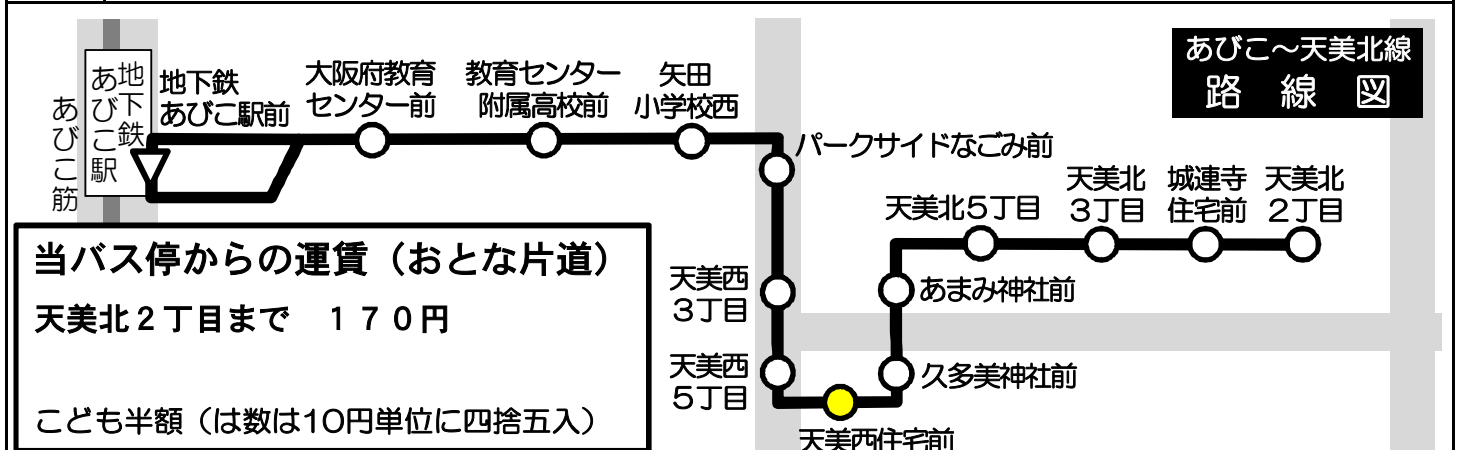 あびこ～天美北線
路線図
あびこ筋
地下鉄
あびこ駅
地下鉄
あびこ駅前
大阪府教育
センター前
教育センター
附属高校前
矢田
小学校西
パークサイドなごみ前
天美西
3丁目
天美西
5丁目
天美西住宅前
久多美神社前
あまみ神社前
天美北5丁目
天美北
3丁目
城連寺
住宅前
天美北
2丁目
当バス停からの運賃（おとな片道）
天美北２丁目まで　１７０円
こども半額（は数は10円単位に四捨五入）